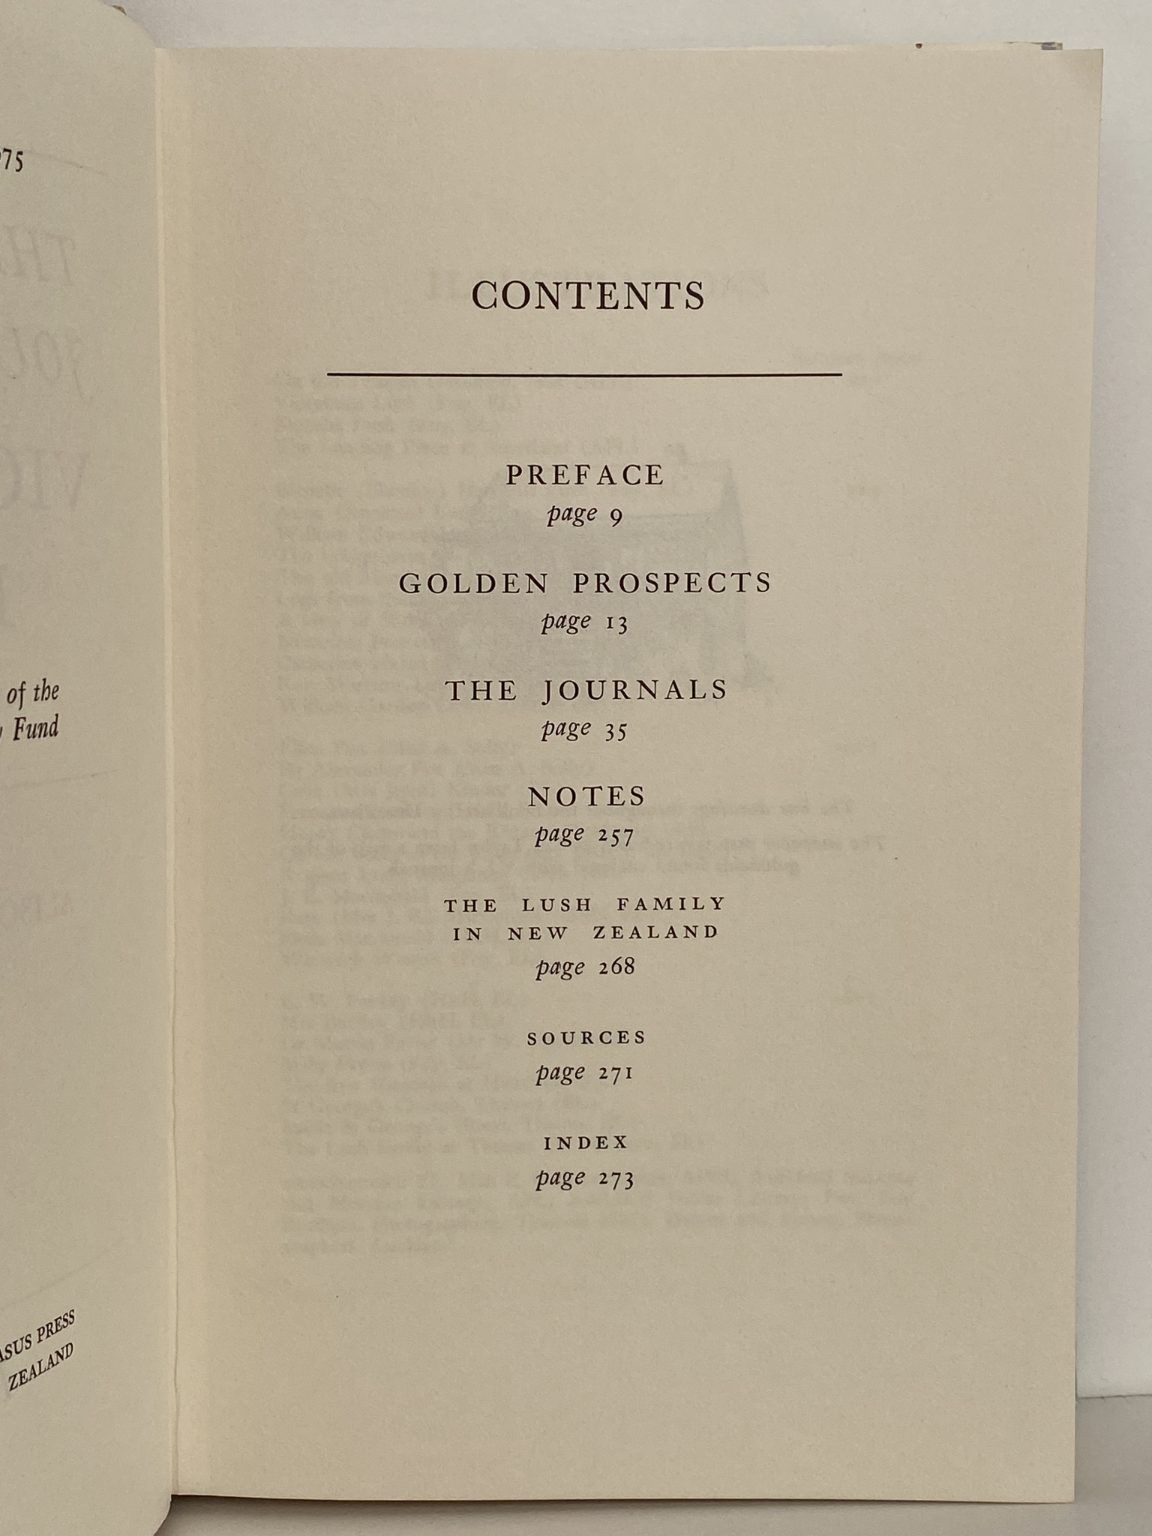 975
of the
Fund
ASUS PRESS
ZEALAND
CONTENTS
PREFACE
page 9
GOLDEN PROSPECTS
page 13
THE JOURNALS
page 35
NOTES
page 257
THE LUSH FAMILY
IN NEW ZEALAND
page 268
SOURCES
page 271
INDEX
page 273